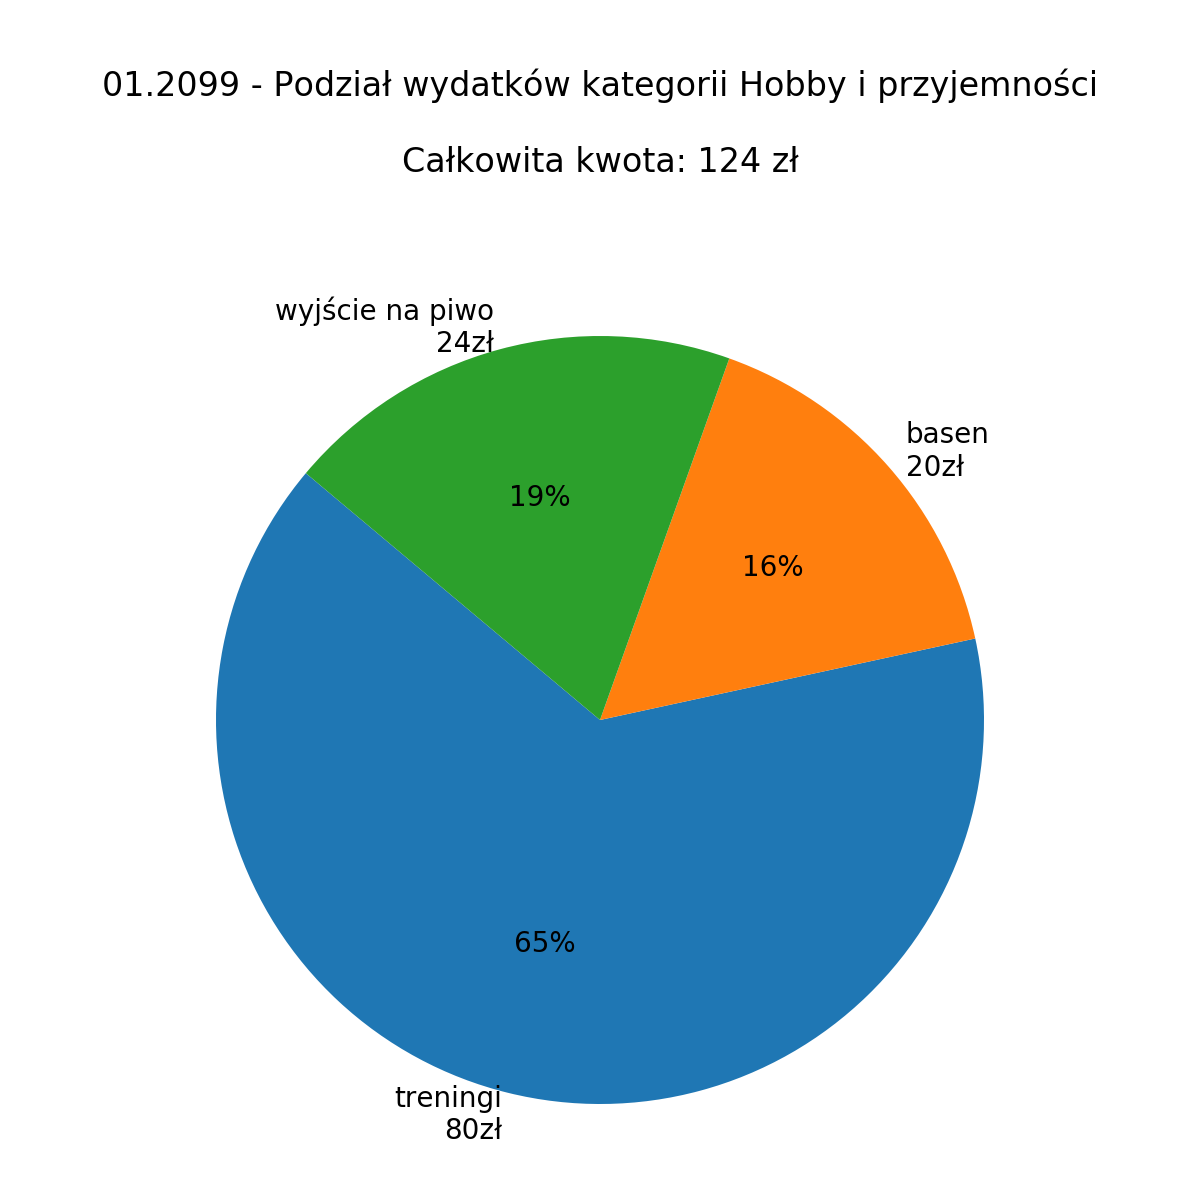 01.2099 - Podział wydatków kategorii Hobby i przyjemności
Całkowita kwota: 124 zł
wyjście na piwo
24zł
basen
20zł
19%
16%
65%
treningi
80zł